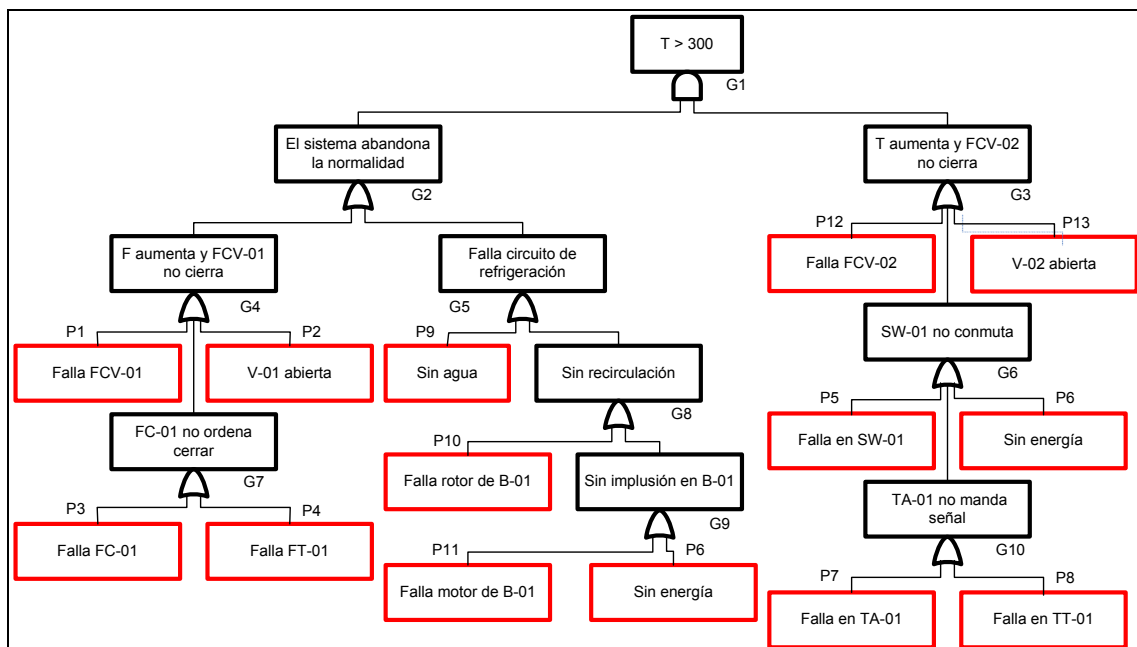 T > 300
G1
El sistema abandona
la normalidad
G2
T aumenta y FCV-02
no cierra
G3
F aumenta y FCV-01
no cierra
G4
Falla circuito de
refrigeración
G5
P12
Falla FCV-02
P13
V-02 abierta
P1
Falla FCV-01
P2
V-01 abierta
P9
Sin agua
Sin recirculación
G8
SW-01 no conmuta
G6
FC-01 no ordena
cerrar
G7
P10
Falla rotor de B-01
Sin implusión en B-01
G9
P5
Falla en SW-01
P6
Sin energía
P3
Falla FC-01
P4
Falla FT-01
P11
Falla motor de B-01
P6
Sin energía
TA-01 no manda
señal
G10
P7
Falla en TA-01
P8
Falla en TT-01